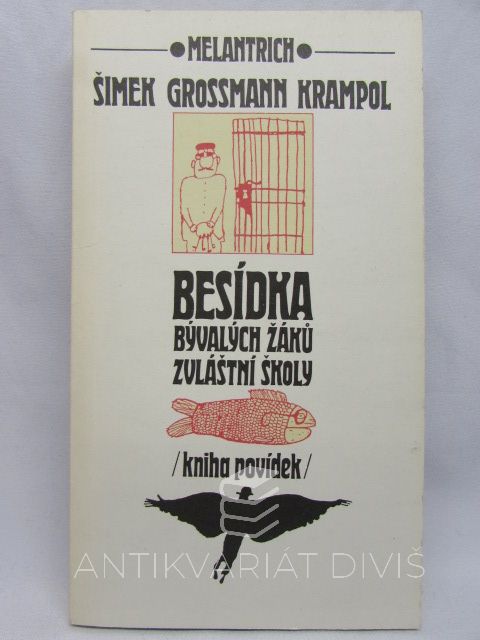 MELANTRICH
ŠIMEK GROSSMANN KRAMPOL
BESÍDKA
BÝVALÝCH ŽÁKŮ
ZVLÁŠTNÍ ŠKOLY
/kniha povídek/
ANTIKVARIÁT DIVIŠ